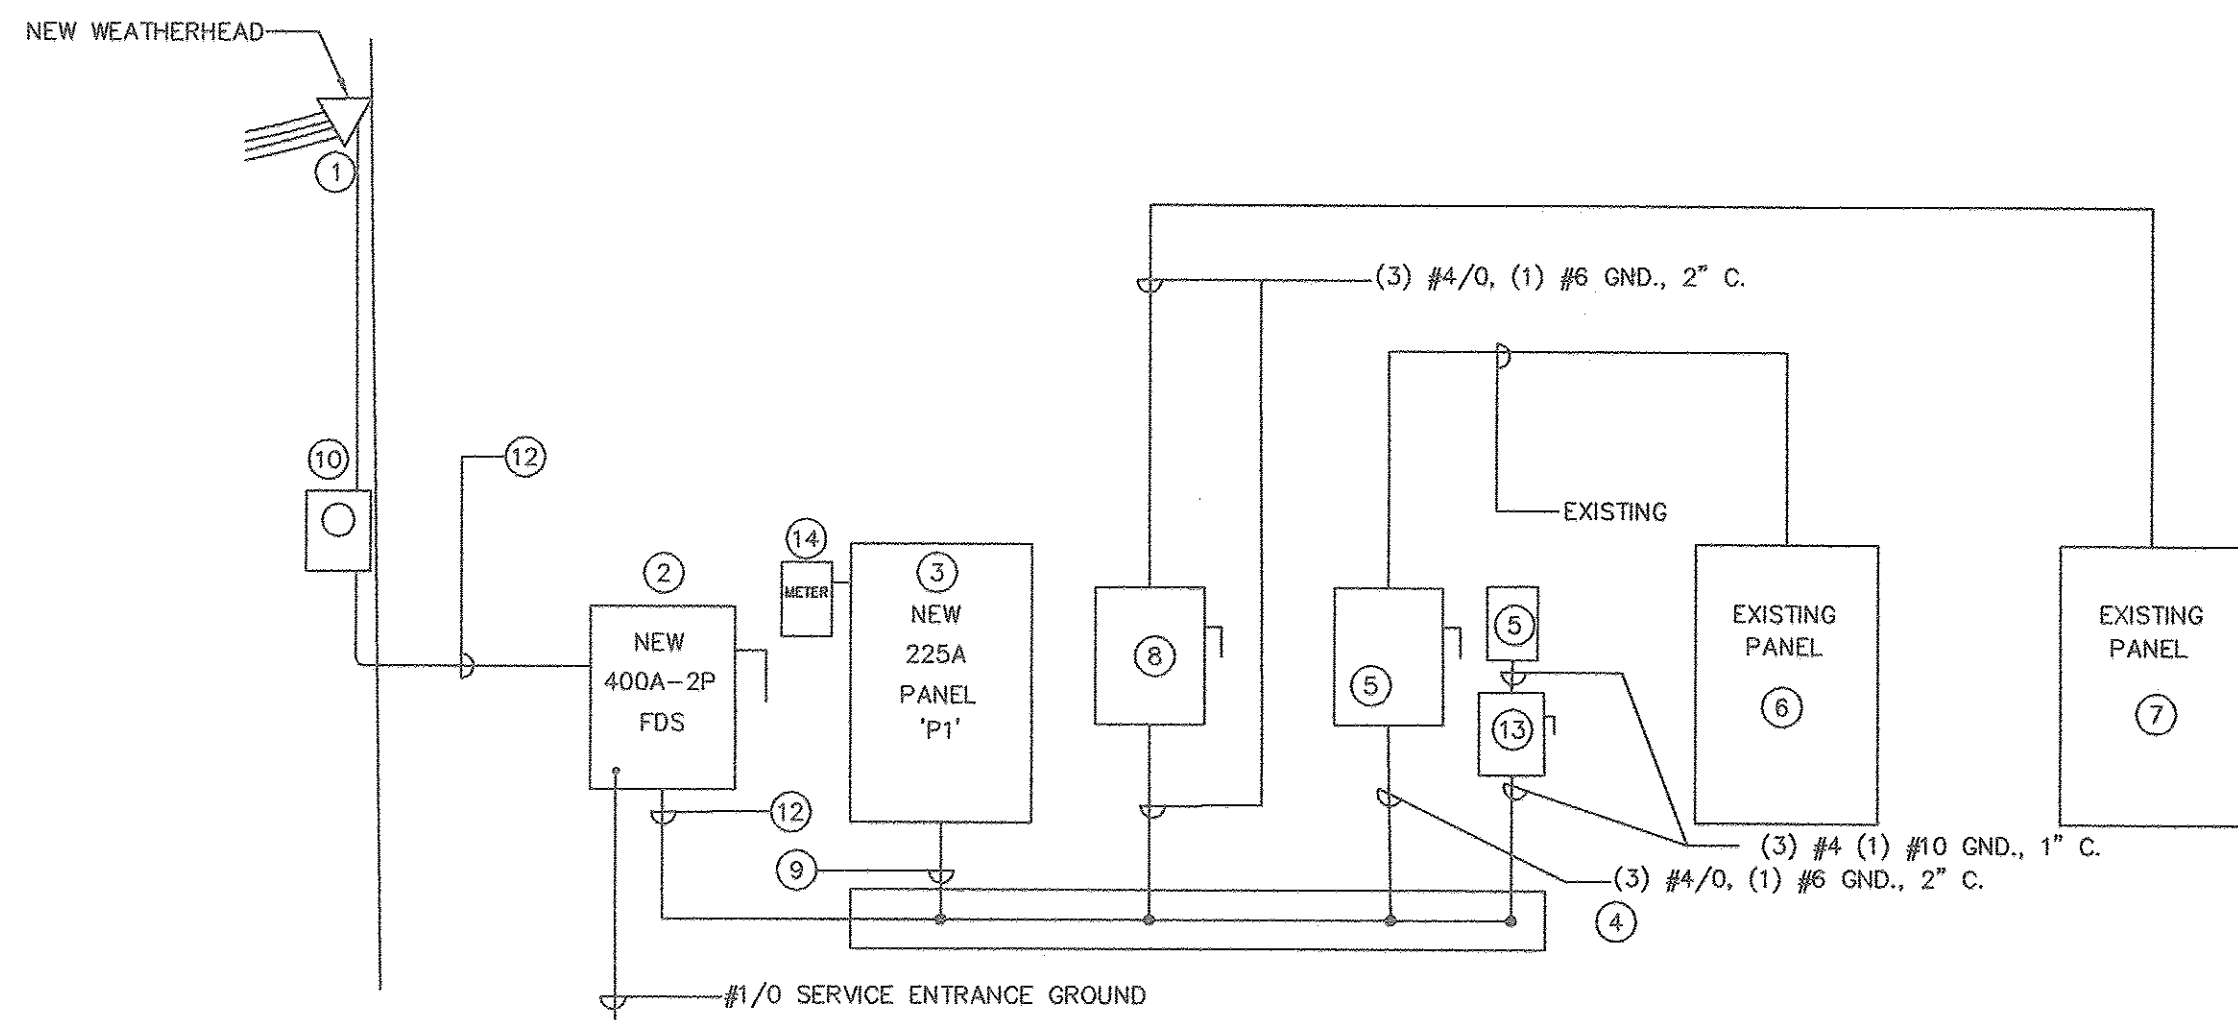 NEW WEATHERHEAD
1
(3) #4/0, (1) #6 GND., 2" C.
10
12
EXISTING
14
METER
2
NEW
400A-2P
FDS
3
NEW
225A
PANEL
'P1'
8
5
5
13
EXISTING
PANEL
6
EXISTING
PANEL
7
12
9
(3) #4 (1) #10 GND., 1" C.
(3) #4/0, (1) #6 GND., 2" C.
4
#1/0 SERVICE ENTRANCE GROUND